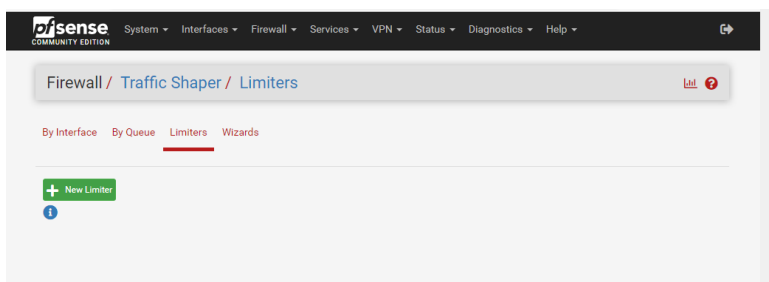 pfsense
COMMUNITY EDITION
System Interfaces Firewall Services VPN Status Diagnostics Help
Firewall / Traffic Shaper / Limiters
By Interface By Queue Limiters Wizards
New Limiter